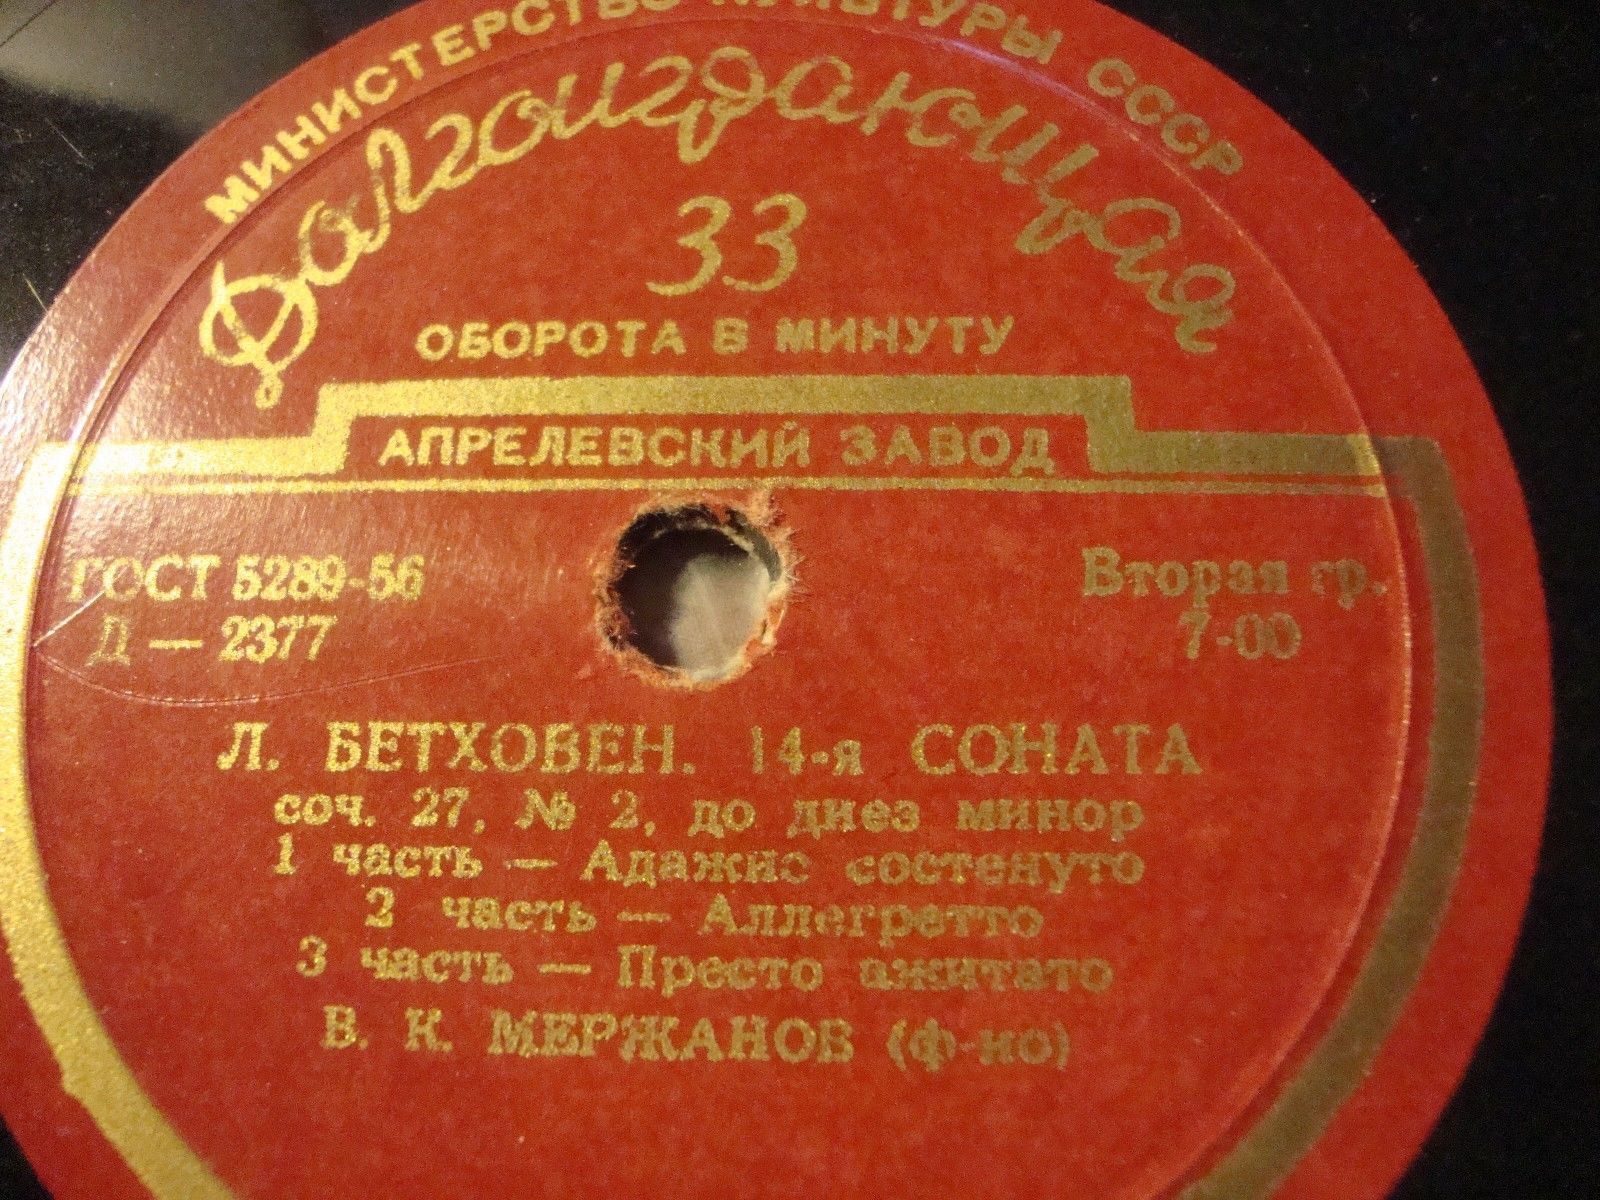 МИНИСТЕРСТВО КУЛЬТУРЫ СССР
Долгоиграющая
33
ОБОРОТА В МИНУТУ
АПРЕЛЕВСКИЙ ЗАВОД
ГОСТ 5289-56
Д — 2377
Вторая гр.
7-00
Л. БЕТХОВЕН. 14-я СОНАТА
соч. 27, № 2, до диез минор
1 часть — Адажио состенуто
2 часть — Аллегретто
3 часть — Престо ажитато
В. К. МЕРЖАНОВ (ф-но)